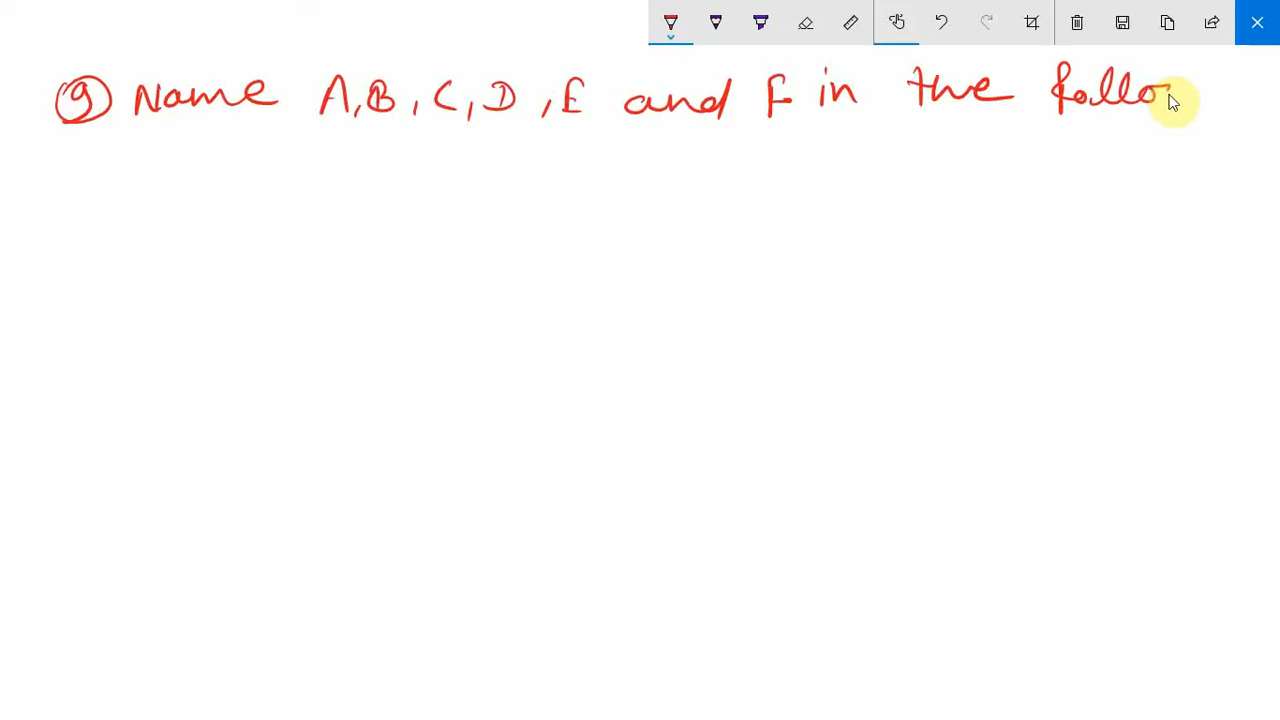 9 Name A, B, C, D, E and F in the follo